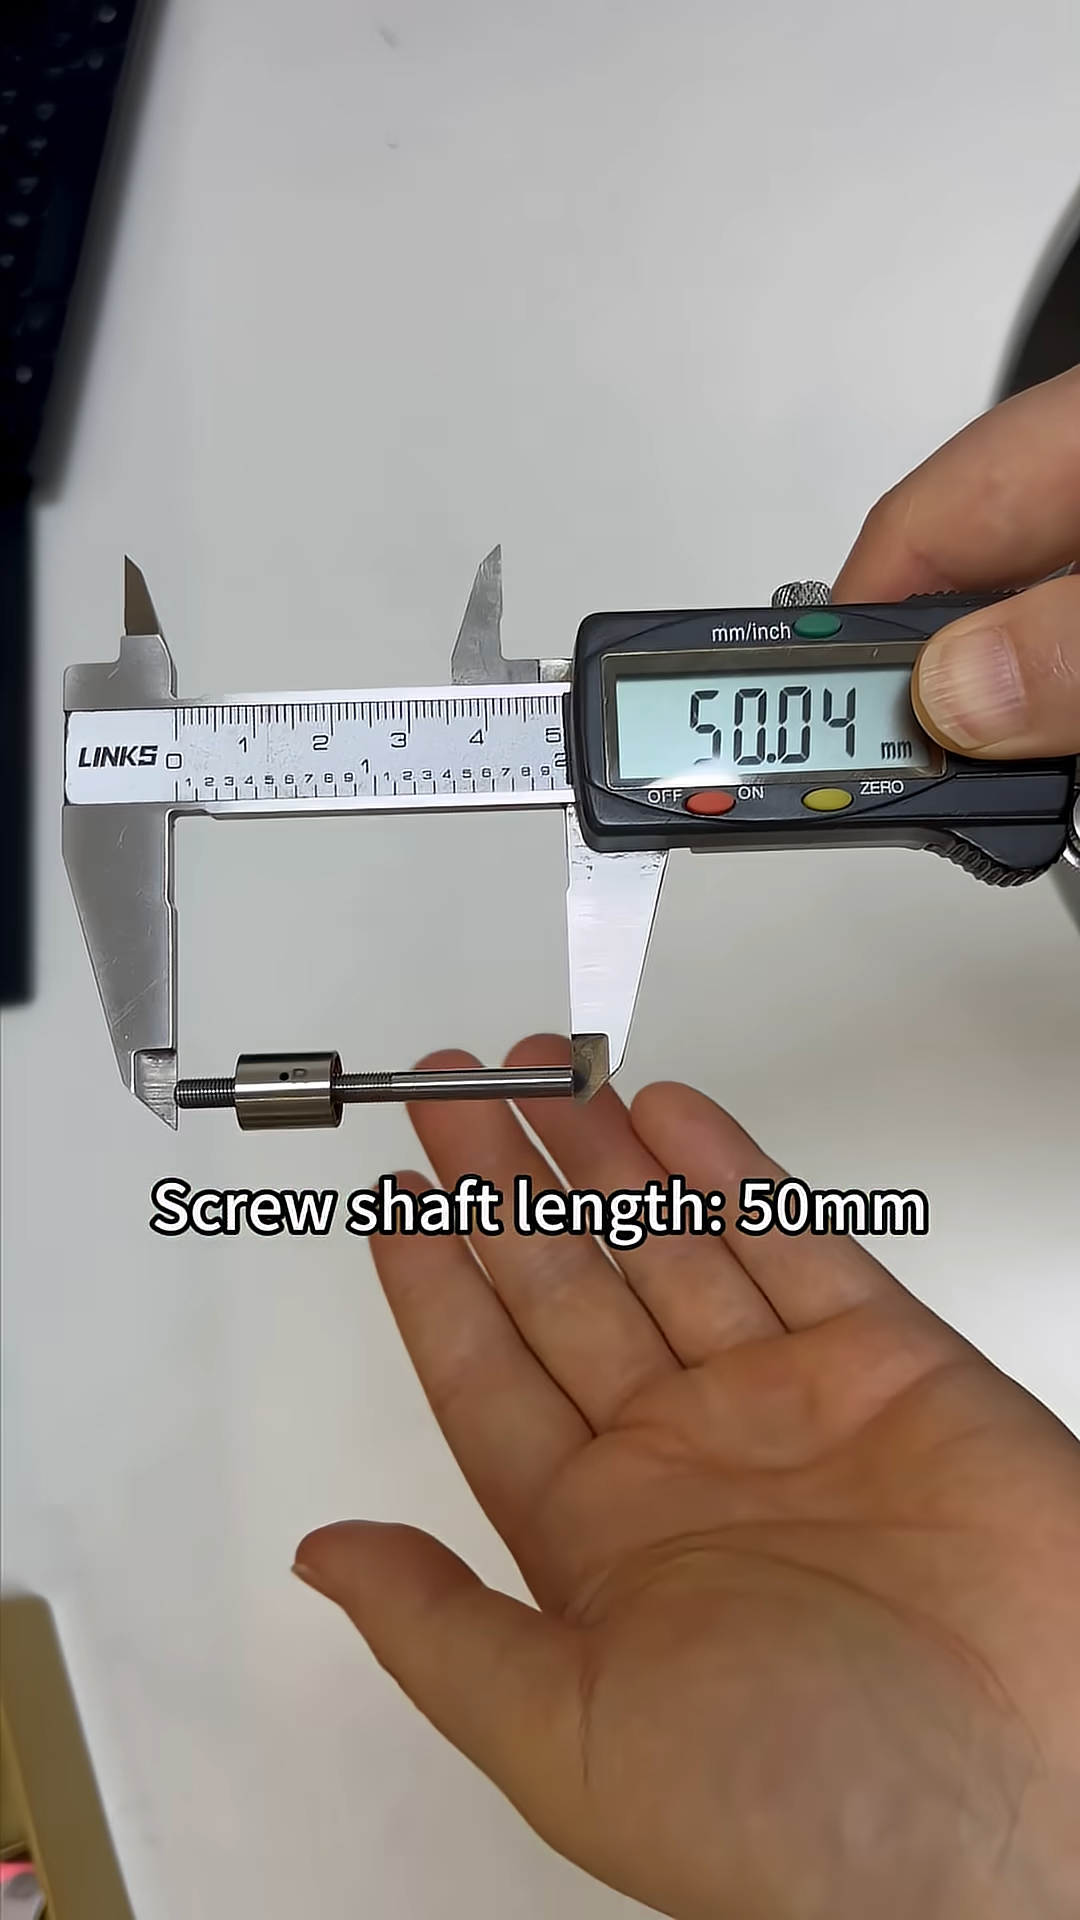 mm/inch
50.04 mm
OFF ON ZERO
LINKS
0 1 2 3 4 5
1 2 3 4 5 6 7 8 9 1 1 2 3 4 5 6 7 8 9 2
Screw shaft length: 50mm